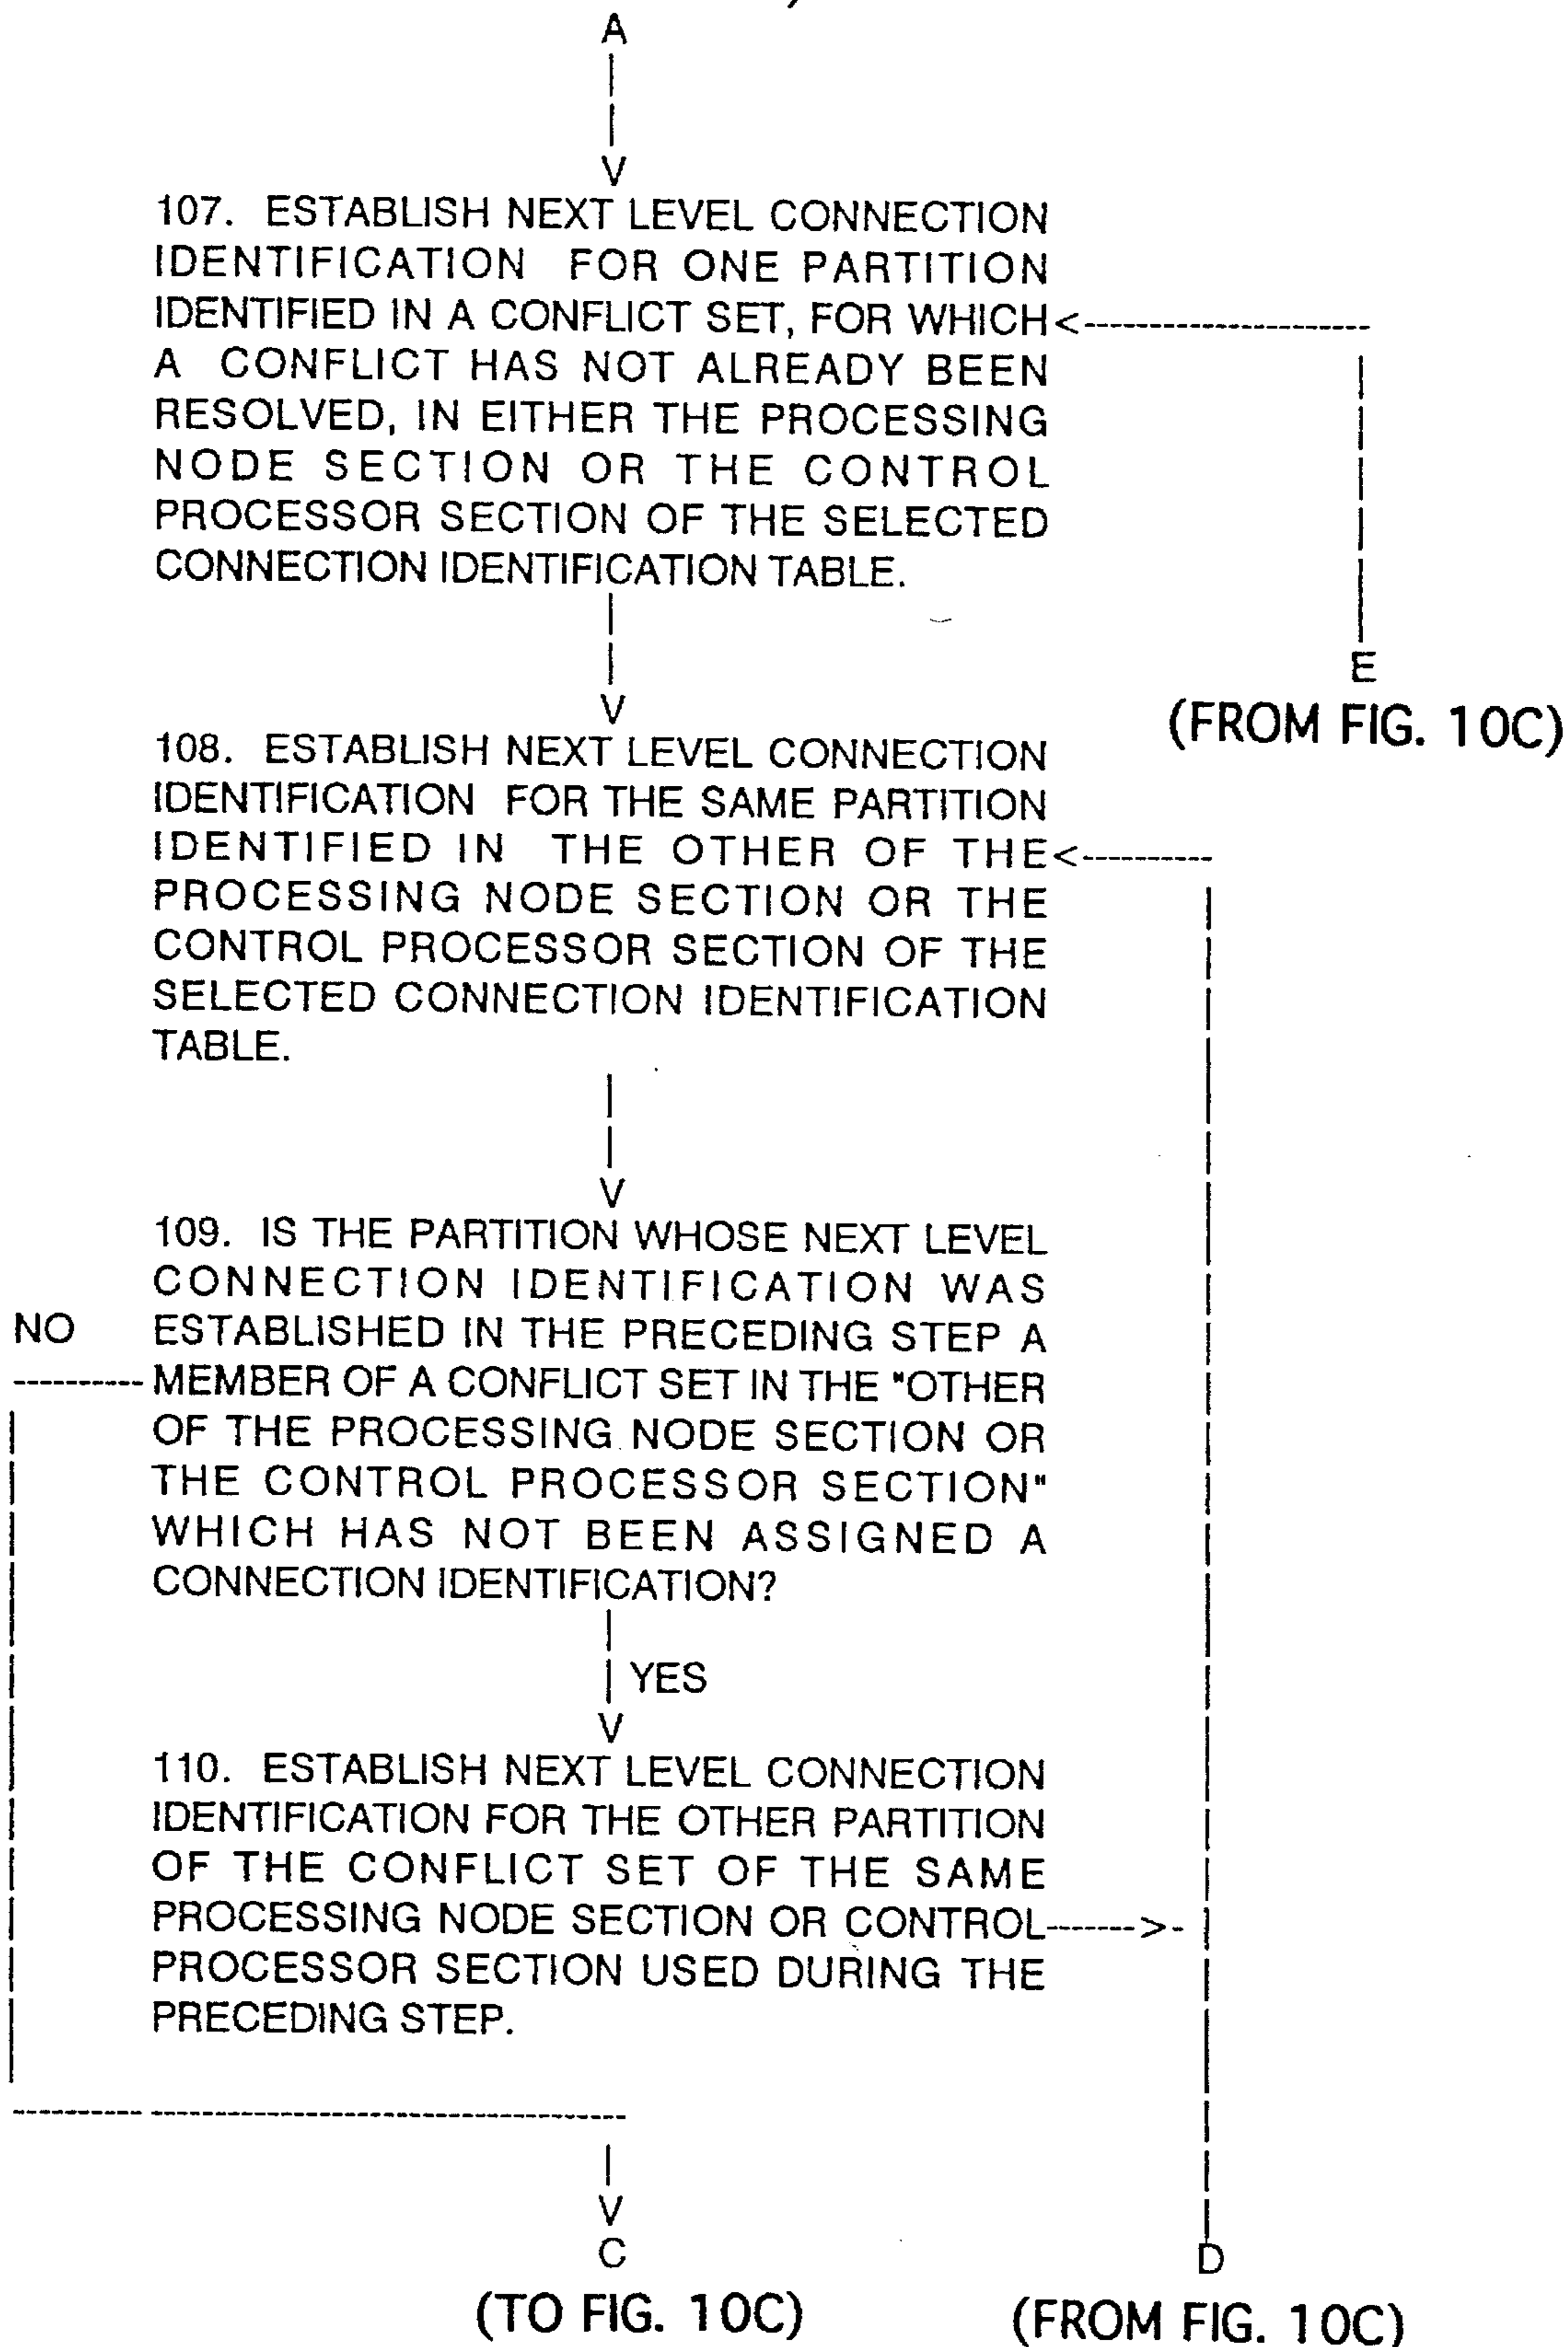 A
V
107. ESTABLISH NEXT LEVEL CONNECTION
IDENTIFICATION FOR ONE PARTITION
IDENTIFIED IN A CONFLICT SET, FOR WHICH<
A CONFLICT HAS NOT ALREADY BEEN
RESOLVED, IN EITHER THE PROCESSING
NODE SECTION OR THE CONTROL
PROCESSOR SECTION OF THE SELECTED
CONNECTION IDENTIFICATION TABLE.
E
(FROM FIG. 10C)
V
108. ESTABLISH NEXT LEVEL CONNECTION
IDENTIFICATION FOR THE SAME PARTITION
IDENTIFIED IN THE OTHER OF THE<
PROCESSING NODE SECTION OR THE
CONTROL PROCESSOR SECTION OF THE
SELECTED CONNECTION IDENTIFICATION
TABLE.
V
109. IS THE PARTITION WHOSE NEXT LEVEL
CONNECTION IDENTIFICATION WAS
NO ESTABLISHED IN THE PRECEDING STEP A
MEMBER OF A CONFLICT SET IN THE "OTHER
OF THE PROCESSING NODE SECTION OR
THE CONTROL PROCESSOR SECTION"
WHICH HAS NOT BEEN ASSIGNED A
CONNECTION IDENTIFICATION?
YES
V
110. ESTABLISH NEXT LEVEL CONNECTION
IDENTIFICATION FOR THE OTHER PARTITION
OF THE CONFLICT SET OF THE SAME
PROCESSING NODE SECTION OR CONTROL------->-
PROCESSOR SECTION USED DURING THE
PRECEDING STEP.
V
C
(TO FIG. 10C)
D
(FROM FIG. 10C)